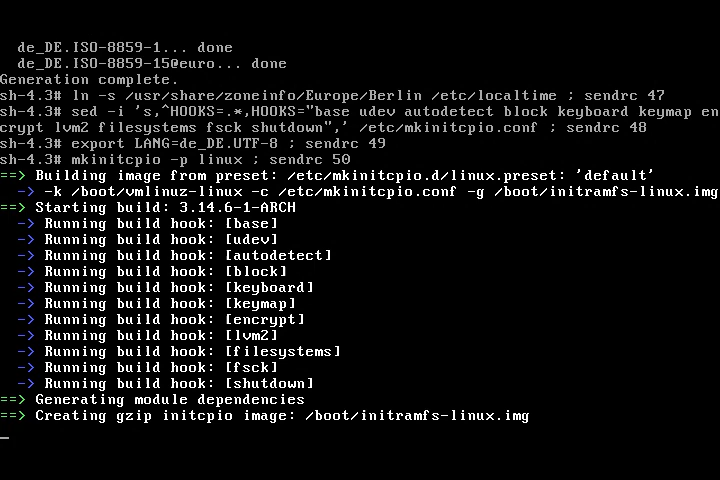 de_DE.ISO-8859-1... done
de_DE.ISO-8859-15@euro... done
Generation complete.
sh-4.3# ln -s /usr/share/zoneinfo/Europe/Berlin /etc/localtime ; sendrc 47
sh-4.3# sed -i 's,^HOOKS=.*,HOOKS="base udev autodetect block keyboard keymap en
crypt lvm2 filesystems fsck shutdown",' /etc/mkinitcpio.conf ; sendrc 48
sh-4.3# export LANG=de_DE.UTF-8 ; sendrc 49
sh-4.3# mkinitcpio -p linux ; sendrc 50
==> Building image from preset: /etc/mkinitcpio.d/linux.preset: 'default'
-> -k /boot/vmlinuz-linux -c /etc/mkinitcpio.conf -g /boot/initramfs-linux.img
==> Starting build: 3.14.6-1-ARCH
-> Running build hook: [base]
-> Running build hook: [udev]
-> Running build hook: [autodetect]
-> Running build hook: [block]
-> Running build hook: [keyboard]
-> Running build hook: [keymap]
-> Running build hook: [encrypt]
-> Running build hook: [lvm2]
-> Running build hook: [filesystems]
-> Running build hook: [fsck]
-> Running build hook: [shutdown]
==> Generating module dependencies
==> Creating gzip initcpio image: /boot/initramfs-linux.img